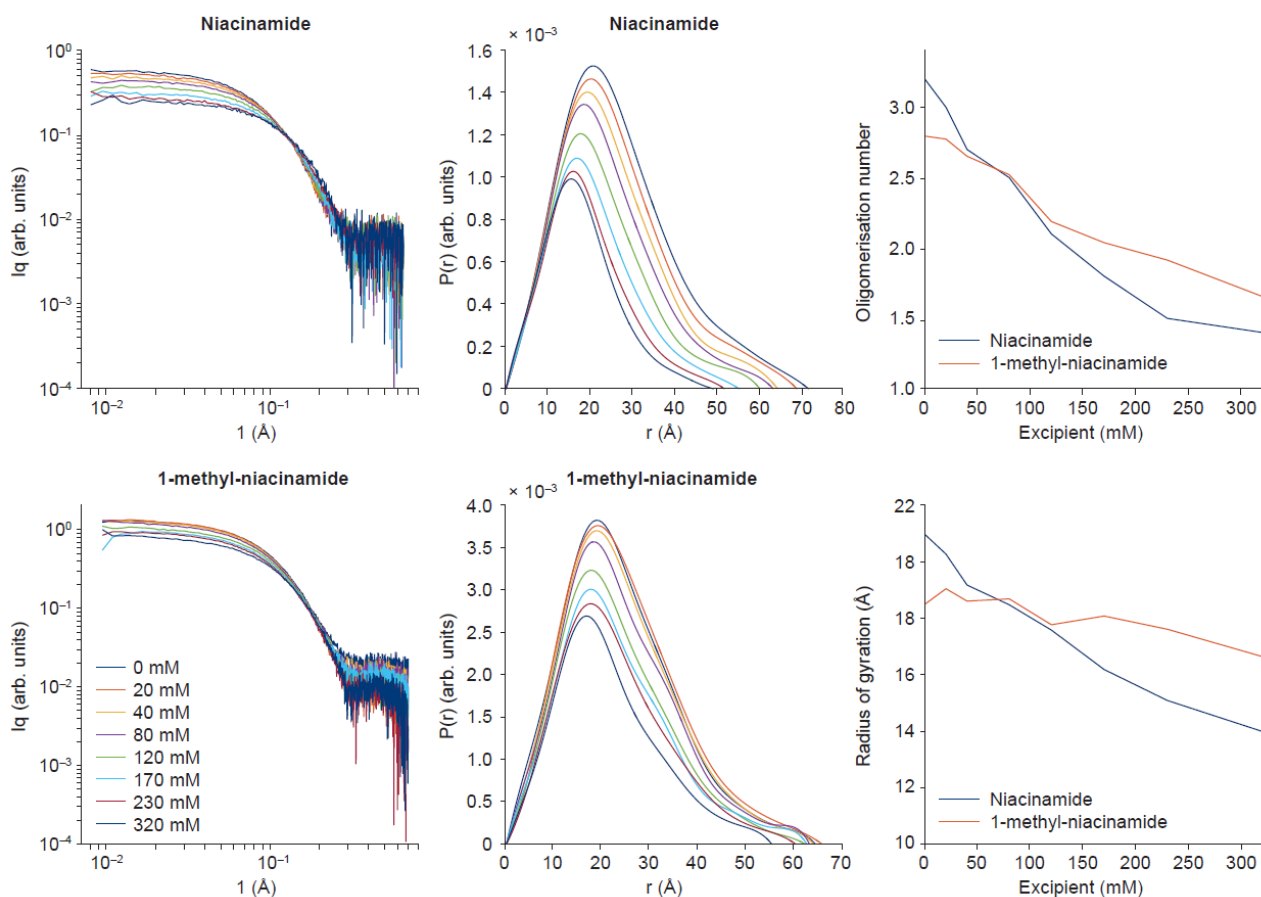 Niacinamide
Iq (arb. units)
10⁰
10⁻¹
10⁻²
10⁻³
10⁻⁴
10⁻²
10⁻¹
1 (Å)
Niacinamide
× 10⁻³
P(r) (arb. units)
1.6
1.4
1.2
1.0
0.8
0.6
0.4
0.2
0
0 10 20 30 40 50 60 70 80
r (Å)
Oligomerisation number
3.0
2.5
2.0
1.5
1.0
Niacinamide
1-methyl-niacinamide
0 50 100 150 200 250 300
Excipient (mM)
1-methyl-niacinamide
Iq (arb. units)
10⁰
10⁻¹
10⁻²
10⁻³
10⁻⁴
0 mM
20 mM
40 mM
80 mM
120 mM
170 mM
230 mM
320 mM
10⁻²
10⁻¹
1 (Å)
1-methyl-niacinamide
× 10⁻³
P(r) (arb. units)
4.0
3.5
3.0
2.5
2.0
1.5
1.0
0.5
0
0 10 20 30 40 50 60 70
r (Å)
Radius of gyration (Å)
22
20
18
16
14
12
10
Niacinamide
1-methyl-niacinamide
0 50 100 150 200 250 300
Excipient (mM)